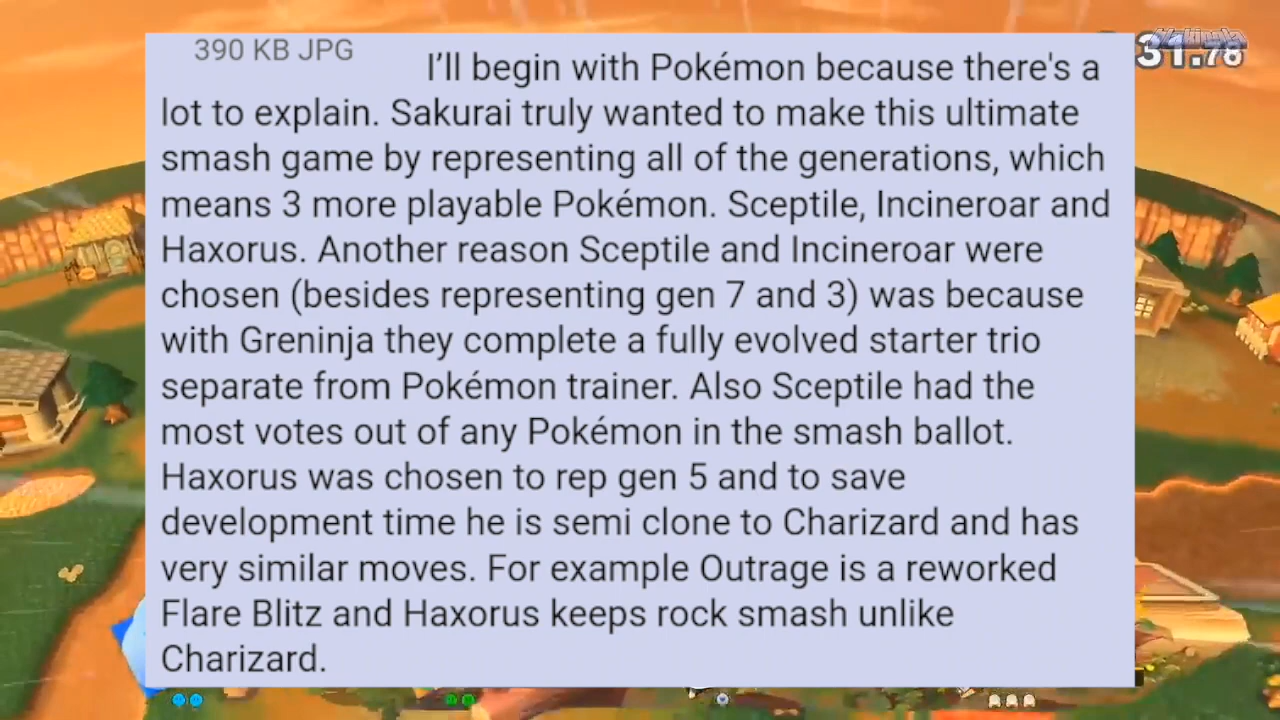 390 KB JPG
I’ll begin with Pokémon because there's a
lot to explain. Sakurai truly wanted to make this ultimate
smash game by representing all of the generations, which
means 3 more playable Pokémon. Sceptile, Incineroar and
Haxorus. Another reason Sceptile and Incineroar were
chosen (besides representing gen 7 and 3) was because
with Greninja they complete a fully evolved starter trio
separate from Pokémon trainer. Also Sceptile had the
most votes out of any Pokémon in the smash ballot.
Haxorus was chosen to rep gen 5 and to save
development time he is semi clone to Charizard and has
very similar moves. For example Outrage is a reworked
Flare Blitz and Haxorus keeps rock smash unlike
Charizard.